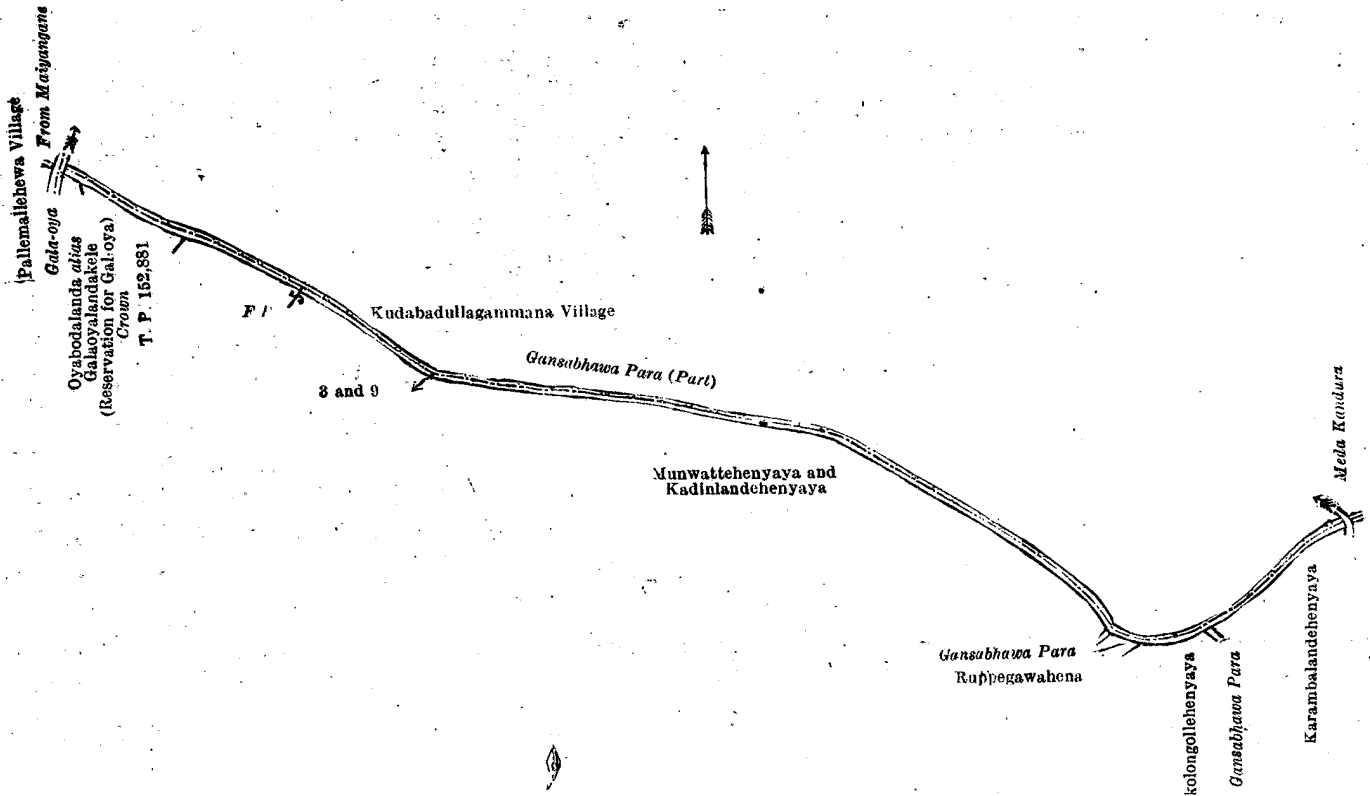 Pallemallehewa Village
From Maiyangana
Gala-oya
Oyabodalanda alias
Galaoyalandakele
(Reservation for Gal-oya)
Crown
T. P. 152,881
F
Kudabadullagammana Village
3 and 9
Gansabhawa Para (Part)
Munwattehenyaya and
Kadinlandehenyaya
Meda Kandura
Gansabhawa Para
Ruppegawahena
kolongollehenyaya
Gansabhawa Para
Karambalandehenyaya